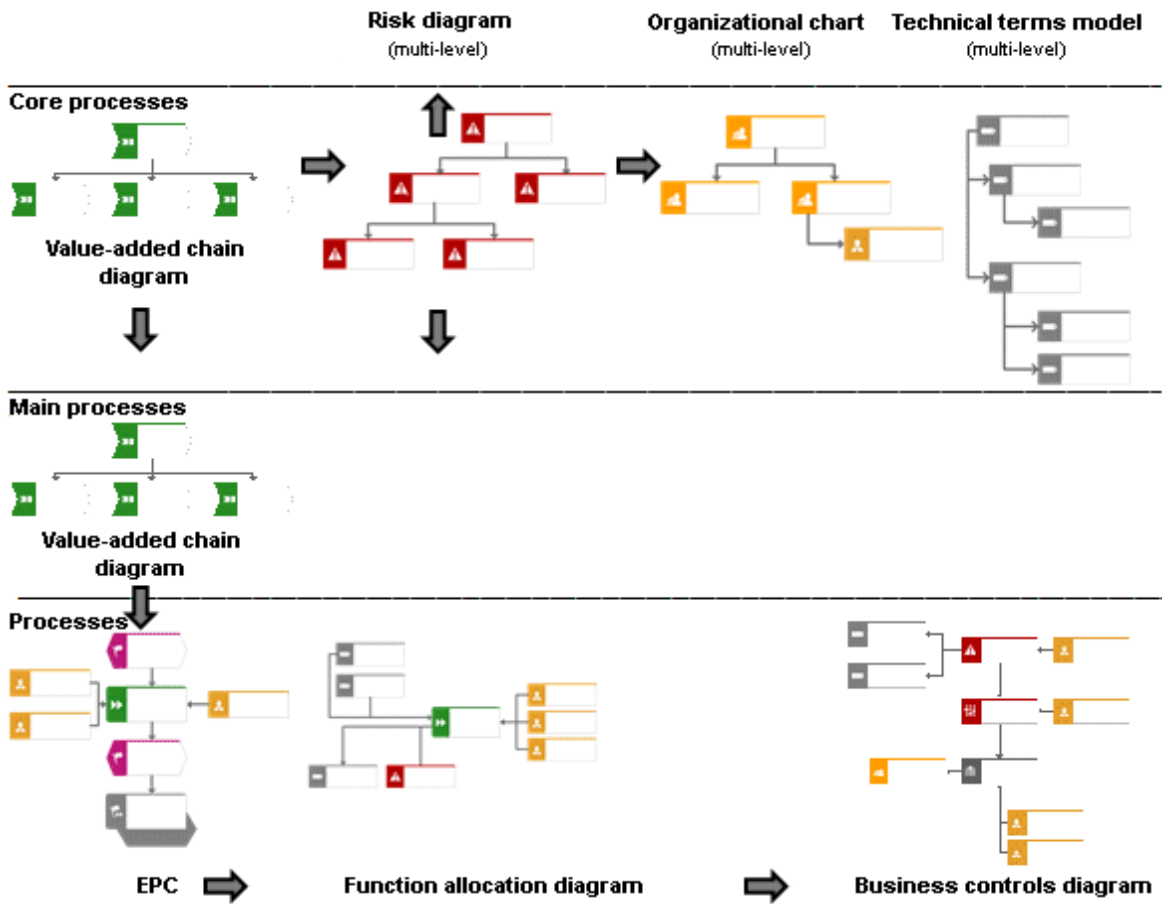 Risk diagram
(multi-level)
Organizational chart
(multi-level)
Technical terms model
(multi-level)
Core processes
Value-added chain
diagram
Main processes
Value-added chain
diagram
Processes
EPC
Function allocation diagram
Business controls diagram